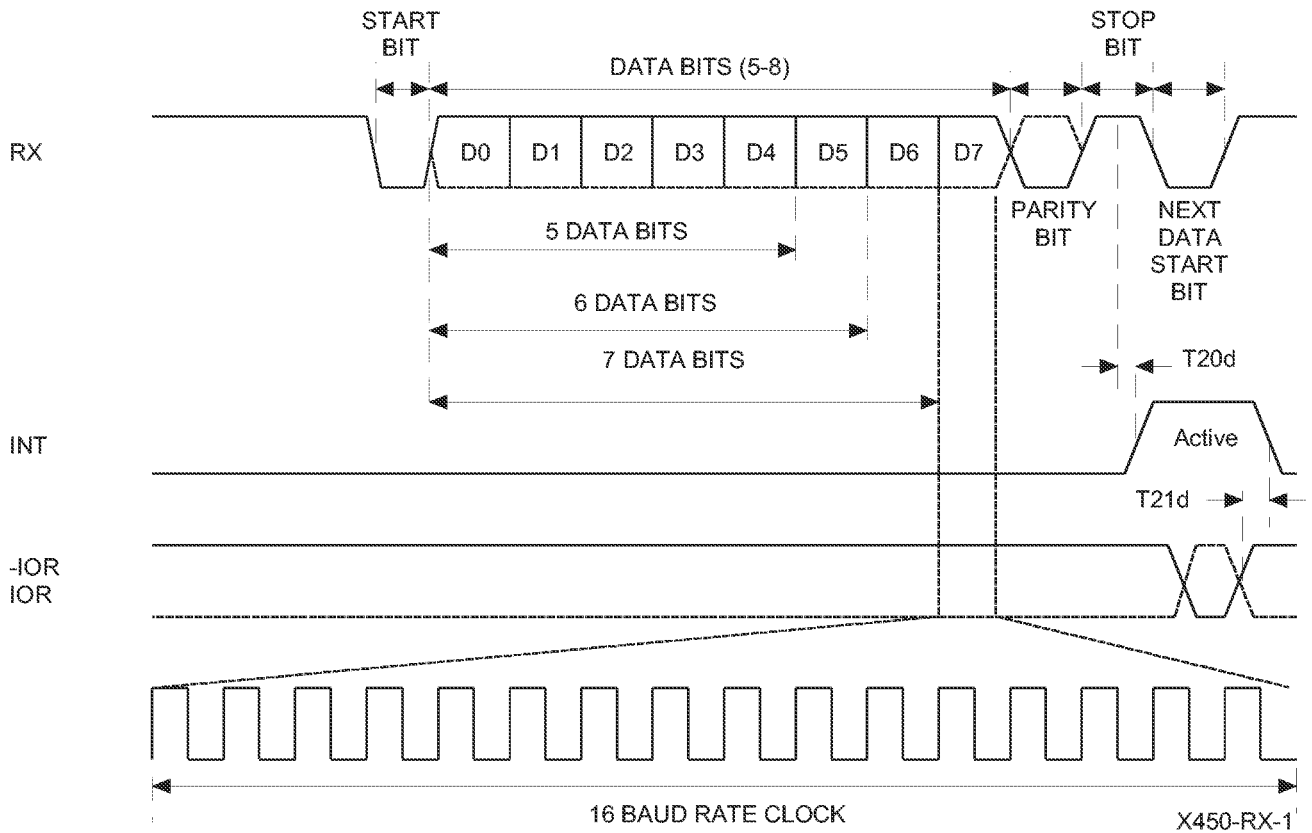 START
BIT
STOP
BIT
DATA BITS (5-8)
RX
D0 D1 D2 D3 D4 D5 D6 D7
PARITY
BIT
NEXT
DATA
START
BIT
5 DATA BITS
6 DATA BITS
7 DATA BITS
T20d
INT
Active
T21d
-IOR
IOR
16 BAUD RATE CLOCK
X450-RX-1